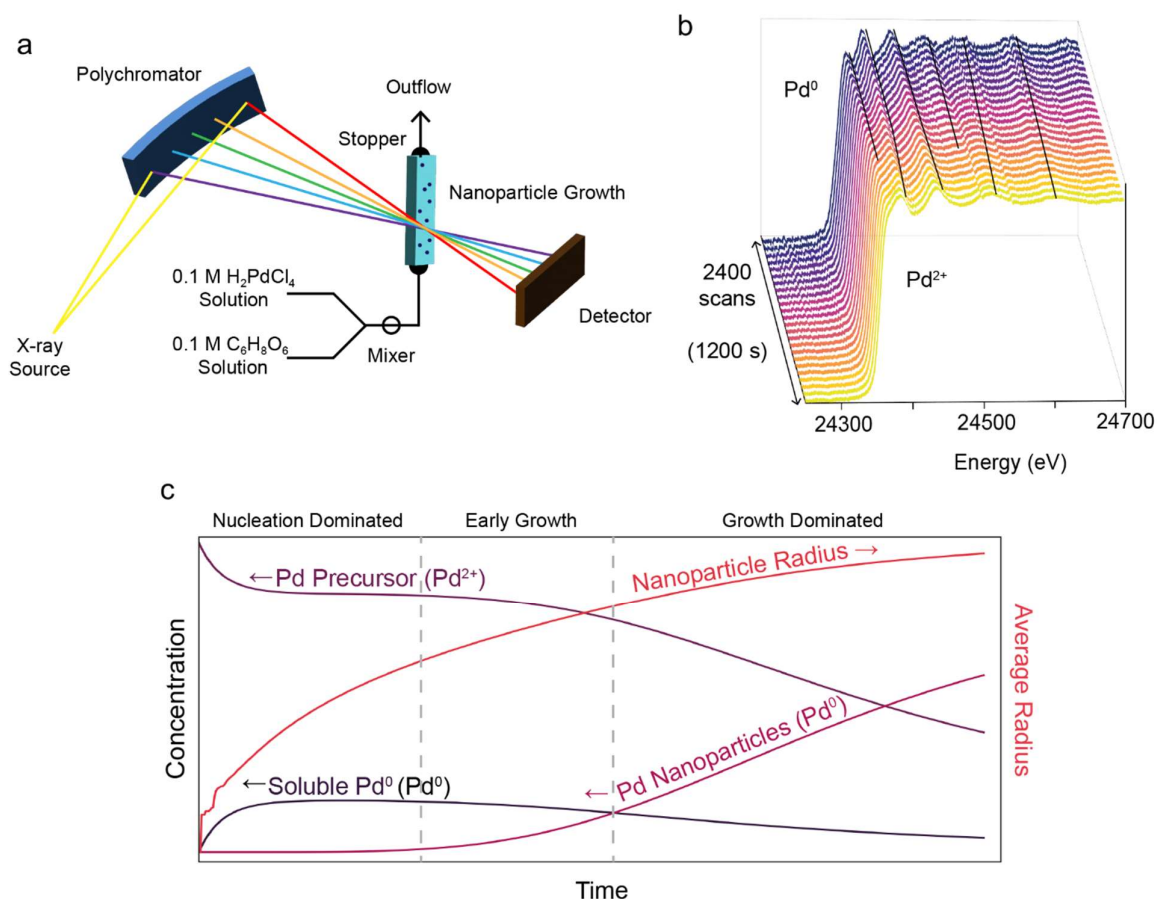 a
Polychromator
Outflow
Stopper
Nanoparticle Growth
0.1 M H₂PdCl₄
Solution
0.1 M C₆H₈O₆
Solution
Mixer
X-ray
Source
Detector
b
Pd⁰
Pd²⁺
2400
scans
(1200 s)
24300
24500
24700
Energy (eV)
c
Nucleation Dominated
Early Growth
Growth Dominated
←Pd Precursor (Pd²⁺)
Nanoparticle Radius →
←Soluble Pd⁰ (Pd⁰)
← Pd Nanoparticles (Pd⁰)
Concentration
Average Radius
Time